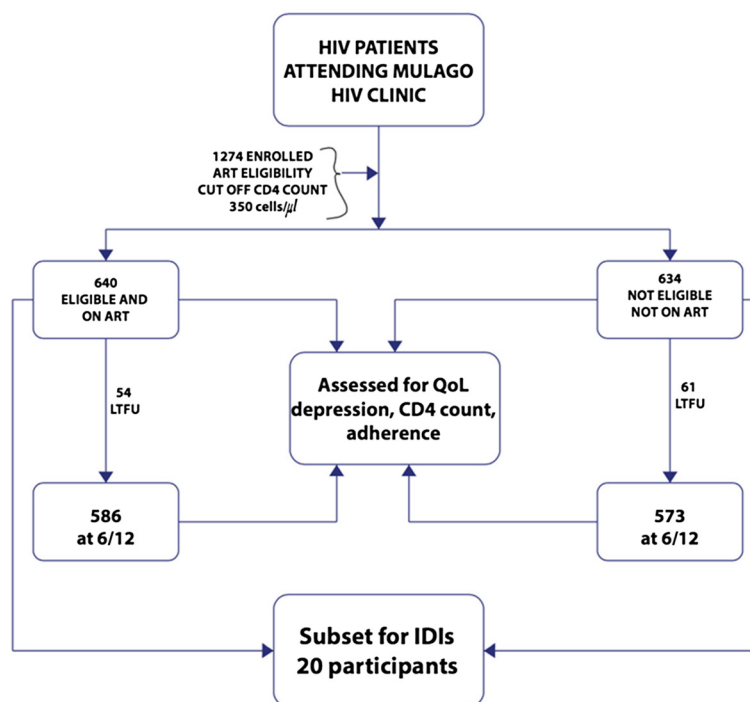 HIV PATIENTS
ATTENDING MULAGO
HIV CLINIC
1274 ENROLLED
ART ELIGIBILITY
CUT OFF CD4 COUNT
350 cells/μl
640
ELIGIBLE AND
ON ART
634
NOT ELIGIBLE
NOT ON ART
Assessed for QoL
depression, CD4 count,
adherence
54
LTFU
61
LTFU
586
at 6/12
573
at 6/12
Subset for IDIs
20 participants